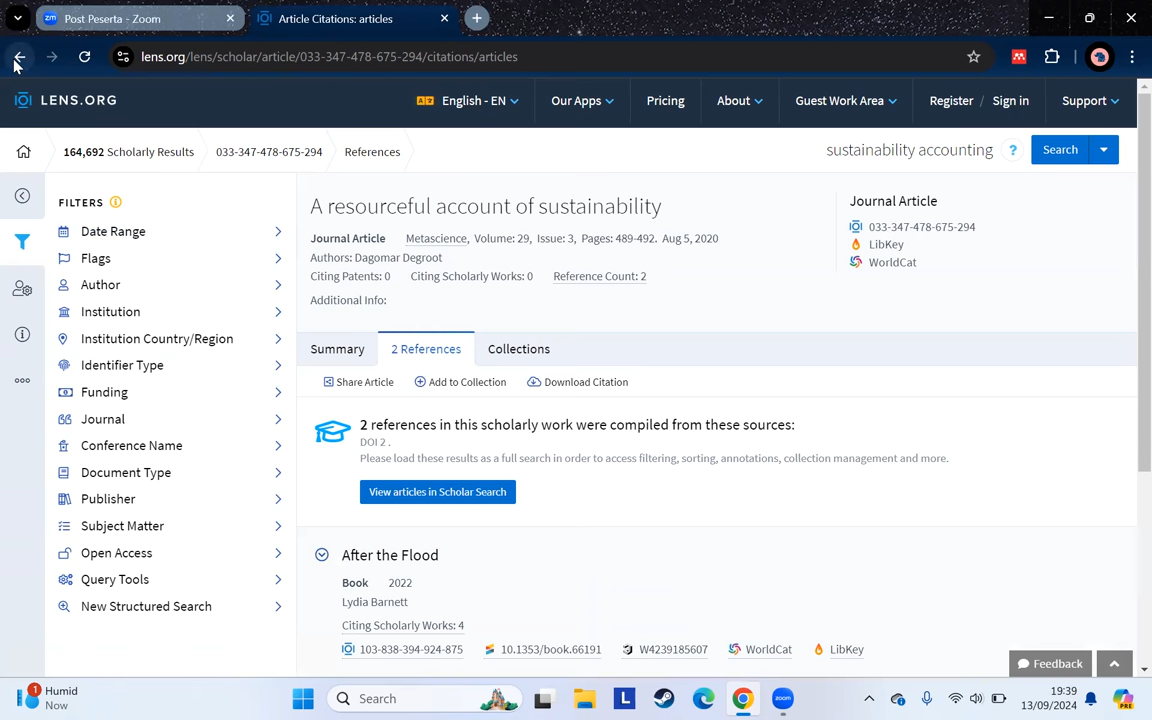 Post Peserta - Zoom
Article Citations: articles
lens.org/lens/scholar/article/033-347-478-675-294/citations/articles
LENS.ORG
English - EN
Our Apps
Pricing
About
Guest Work Area
Register / Sign in
Support
164,692 Scholarly Results
033-347-478-675-294
References
sustainability accounting
?
Search
FILTERS
Date Range
Flags
Author
Institution
Institution Country/Region
Identifier Type
Funding
Journal
Conference Name
Document Type
Publisher
Subject Matter
Open Access
Query Tools
New Structured Search
A resourceful account of sustainability
Journal Article Metascience, Volume: 29, Issue: 3, Pages: 489-492. Aug 5, 2020
Authors: Dagomar Degroot
Citing Patents: 0 Citing Scholarly Works: 0 Reference Count: 2
Additional Info:
Journal Article
033-347-478-675-294
LibKey
WorldCat
Summary
2 References
Collections
Share Article
Add to Collection
Download Citation
2 references in this scholarly work were compiled from these sources:
DOI 2 .
Please load these results as a full search in order to access filtering, sorting, annotations, collection management and more.
View articles in Scholar Search
After the Flood
Book 2022
Lydia Barnett
Citing Scholarly Works: 4
103-838-394-924-875 10.1353/book.66191 W4239185607 WorldCat LibKey
Feedback
1
Humid
Now
Search
L
zoom
19:39
13/09/2024
PRE